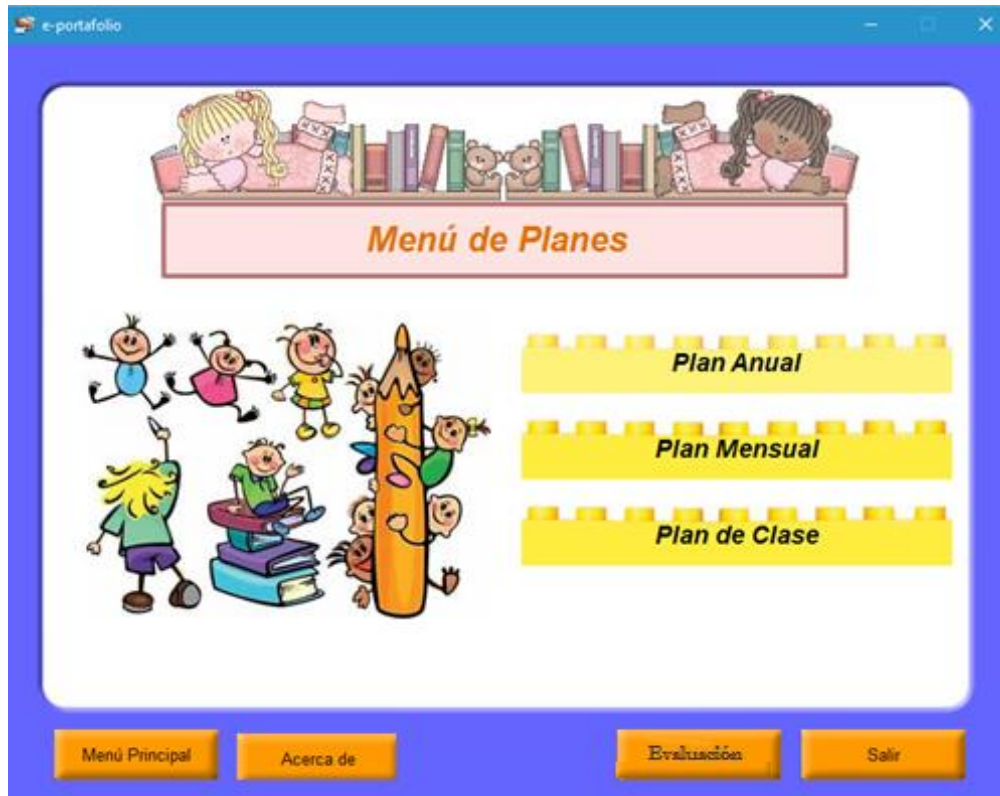 e-portafolio
Menú de Planes
Plan Anual
Plan Mensual
Plan de Clase
Menú Principal
Acerca de
Evaluación
Salir